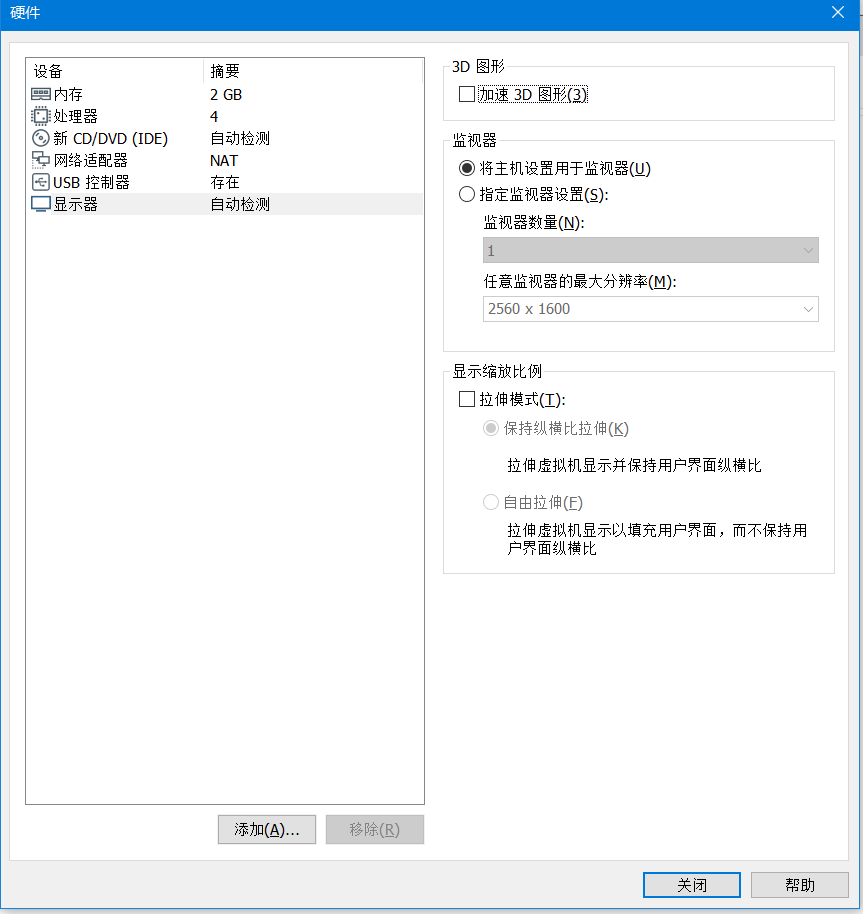 硬件
设备 摘要
内存 2 GB
处理器 4
新 CD/DVD (IDE) 自动检测
网络适配器 NAT
USB 控制器 存在
显示器 自动检测
添加(A)... 移除(R)
3D 图形
加速 3D 图形(3)
监视器
将主机设置用于监视器(U)
指定监视器设置(S):
监视器数量(N):
1
任意监视器的最大分辨率(M):
2560 x 1600
显示缩放比例
拉伸模式(T):
保持纵横比拉伸(K)
拉伸虚拟机显示并保持用户界面纵横比
自由拉伸(F)
拉伸虚拟机显示以填充用户界面，而不保持用
户界面纵横比
关闭 帮助